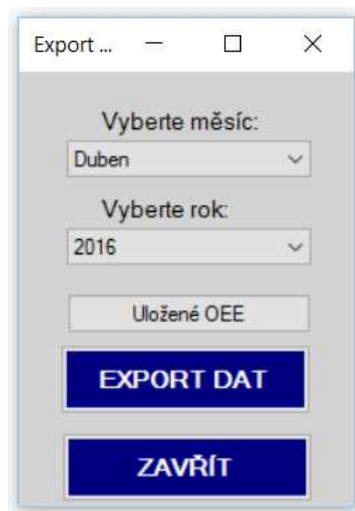 Export ...
Vyberte měsíc:
Duben
Vyberte rok:
2016
Uložené OEE
EXPORT DAT
ZAVŘÍT